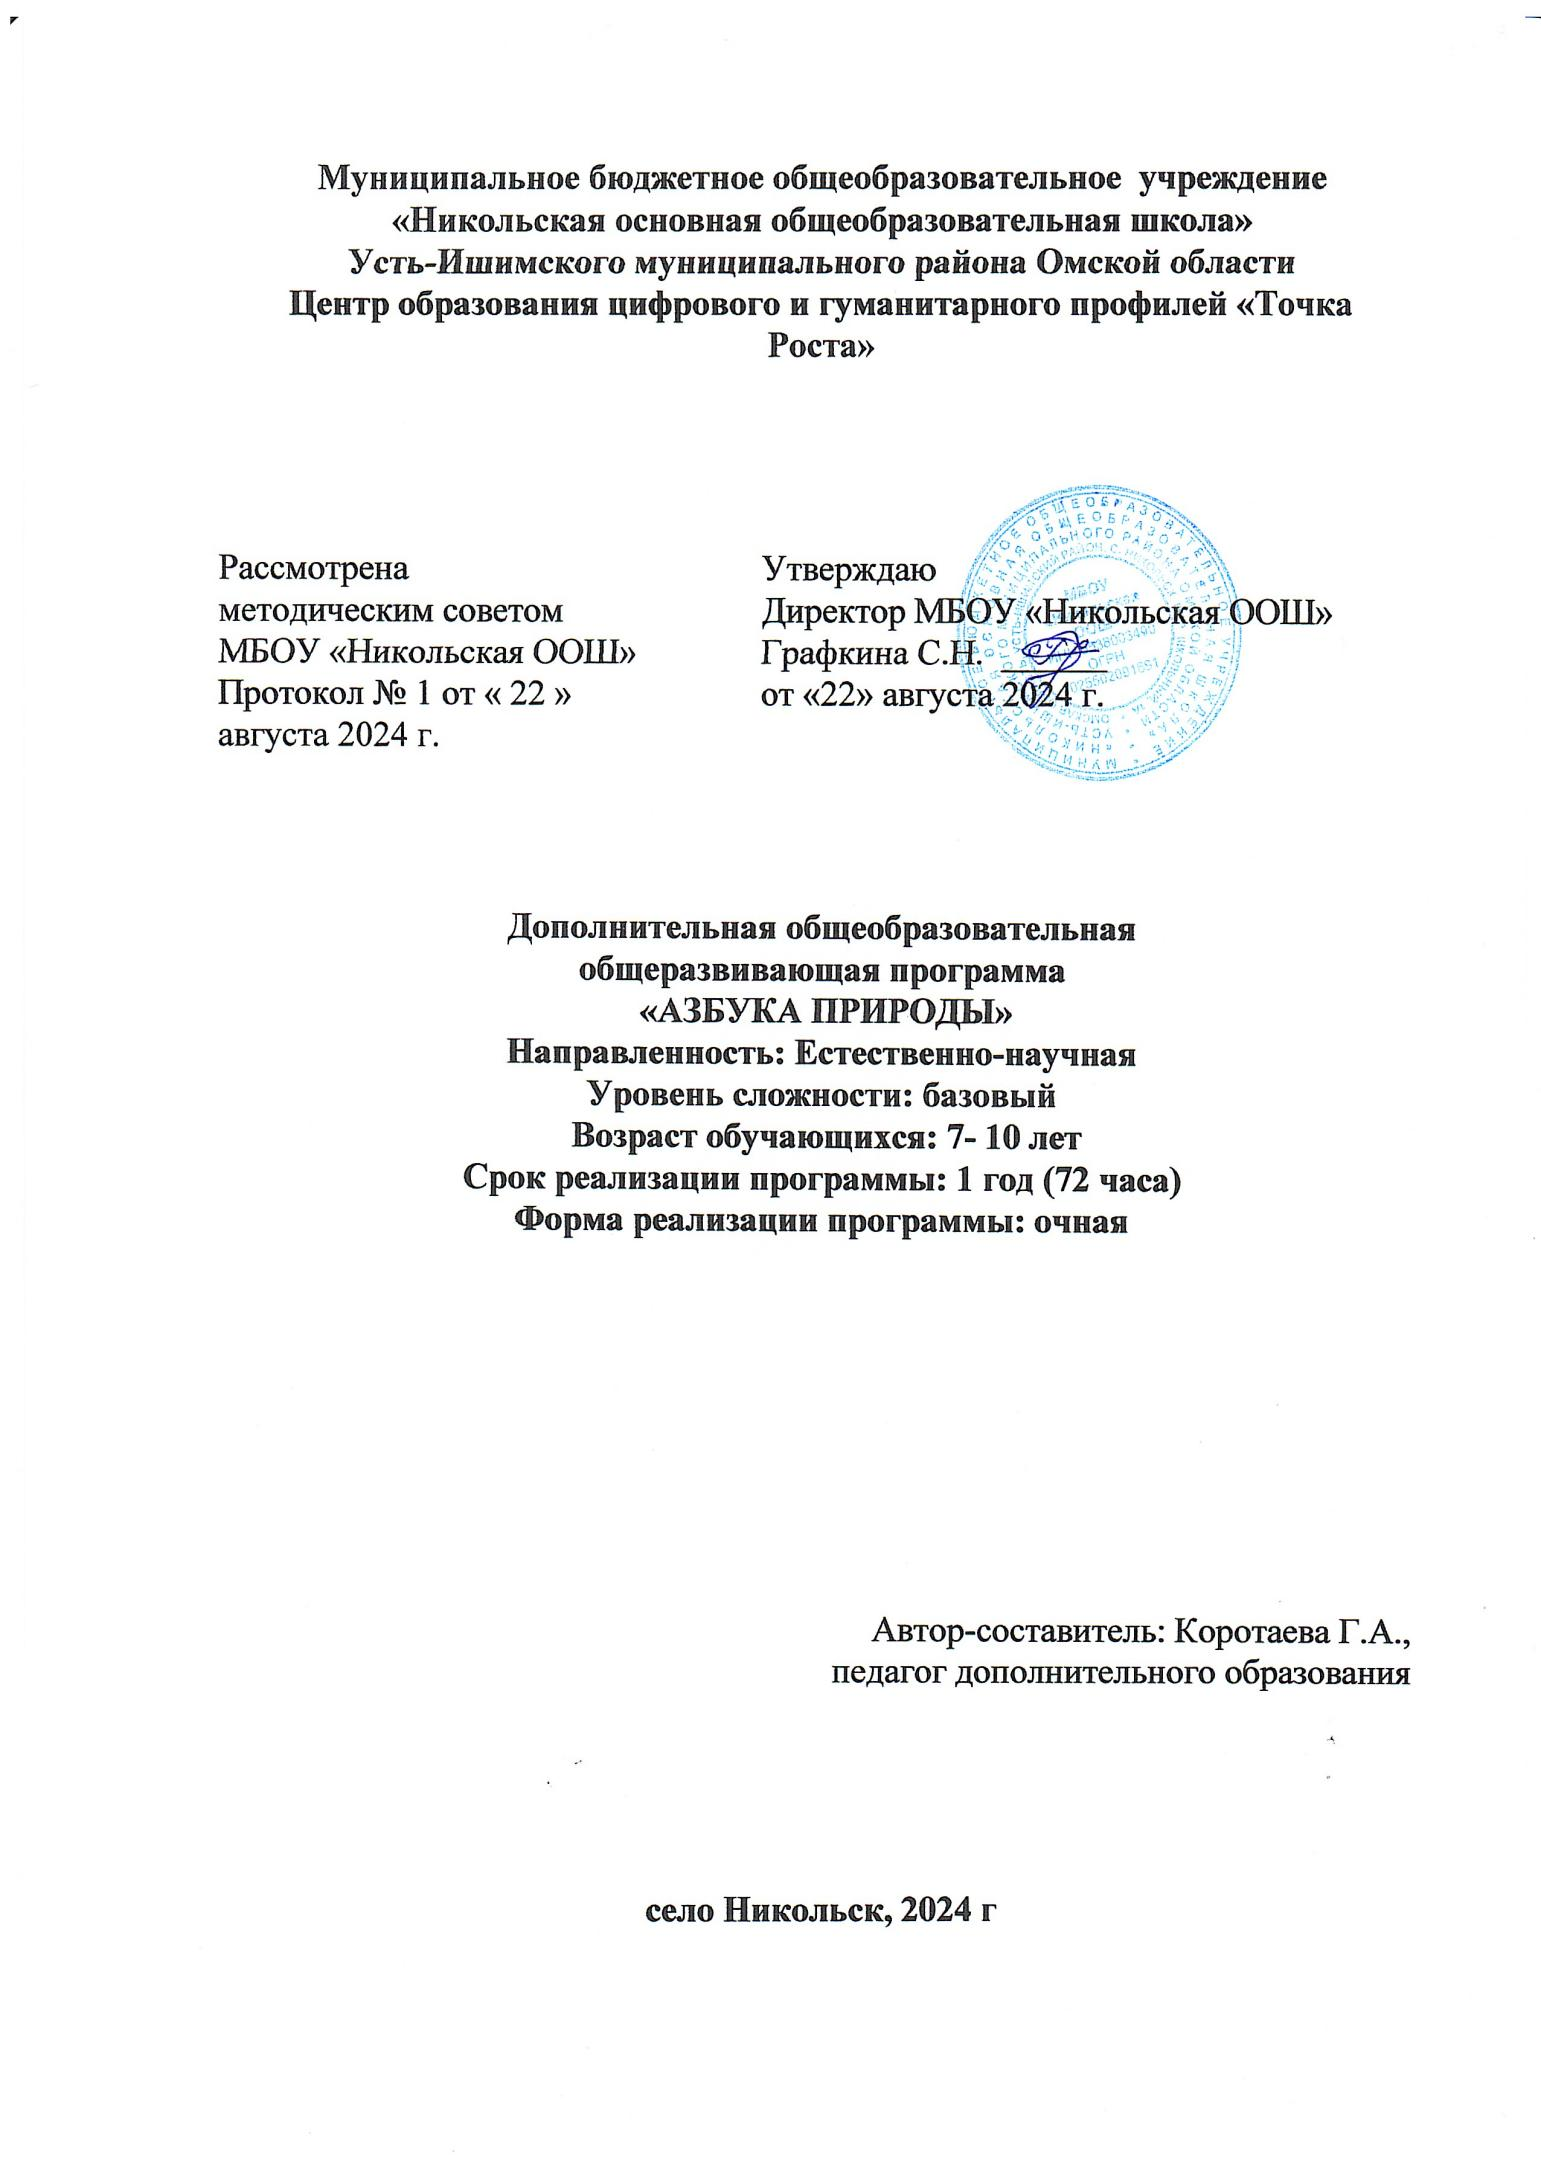 Муниципальное бюджетное общеобразовательное учреждение
«Никольская основная общеобразовательная школа»
Усть-Ишимского муниципального района Омской области
Центр образования цифрового и гуманитарного профилей «Точка
Роста»
Рассмотрена
методическим советом
МБОУ «Никольская ООШ»
Протокол № 1 от « 22 »
августа 2024 г.
Утверждаю
Директор МБОУ «Никольская ООШ»
Графкина С.Н. ______
от «22» августа 2024 г.
МБОУ
ОГРН
Дополнительная общеобразовательная
общеразвивающая программа
«АЗБУКА ПРИРОДЫ»
Направленность: Естественно-научная
Уровень сложности: базовый
Возраст обучающихся: 7- 10 лет
Срок реализации программы: 1 год (72 часа)
Форма реализации программы: очная
Автор-составитель: Коротаева Г.А.,
педагог дополнительного образования
село Никольск, 2024 г